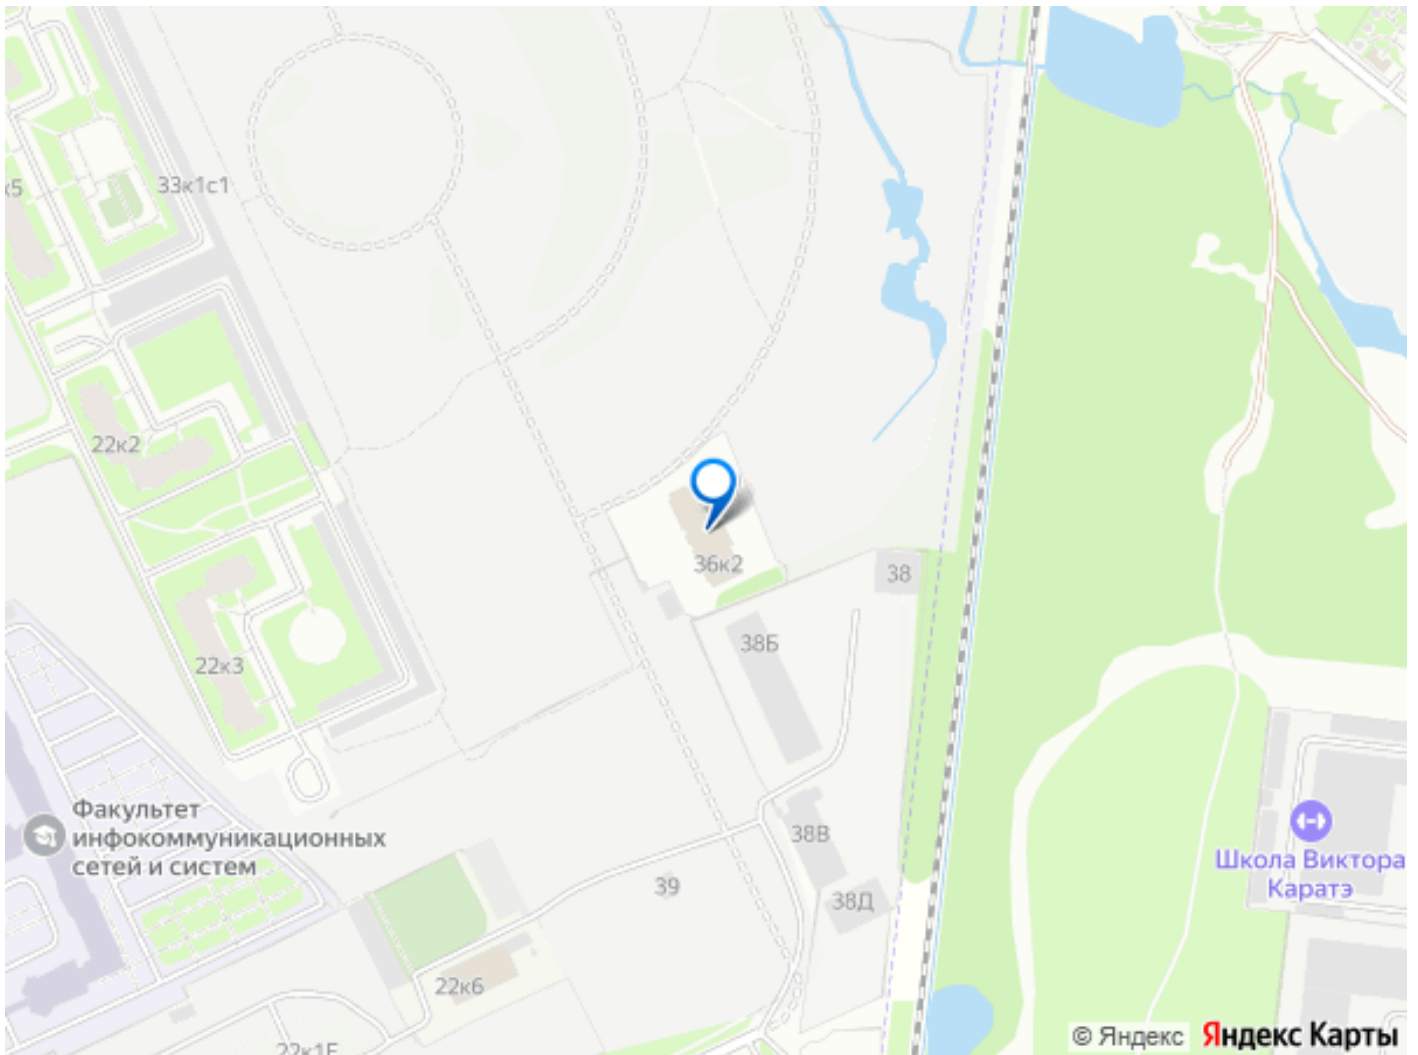 к5
33к1с1
22к2
36к2
38
38Б
22к3
Факультет
инфокоммуникационных
сетей и систем
38В
Школа Виктора
Каратэ
39
38Д
22к6
© Яндекс Яндекс Карты